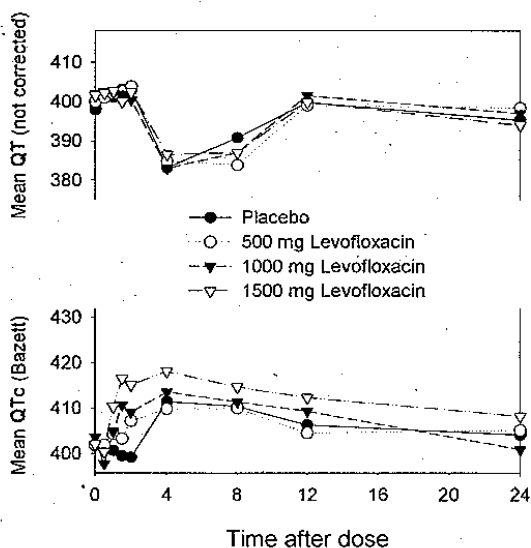 Mean QT (not corrected)
410
400
390
380
Placebo
500 mg Levofloxacin
1000 mg Levofloxacin
1500 mg Levofloxacin
Mean QTc (Bazett)
430
420
410
400
0 4 8 12 16 20 24
Time after dose